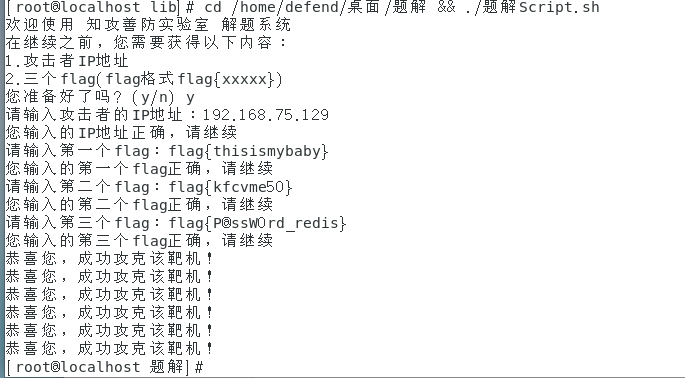 [root@localhost lib]# cd /home/defend/桌面/题解 && ./题解Script.sh
欢迎使用 知攻善防实验室 解题系统
在继续之前，您需要获得以下内容：
1.攻击者IP地址
2.三个flag(flag格式flag{xxxxx})
您准备好了吗？(y/n) y
请输入攻击者的IP地址：192.168.75.129
您输入的IP地址正确，请继续
请输入第一个flag：flag{thisismybaby}
您输入的第一个flag正确，请继续
请输入第二个flag：flag{kfcvme50}
您输入的第二个flag正确，请继续
请输入第三个flag：flag{P@ssW0rd_redis}
您输入的第三个flag正确，请继续
恭喜您，成功攻克该靶机！
恭喜您，成功攻克该靶机！
恭喜您，成功攻克该靶机！
恭喜您，成功攻克该靶机！
恭喜您，成功攻克该靶机！
恭喜您，成功攻克该靶机！
[root@localhost 题解]#